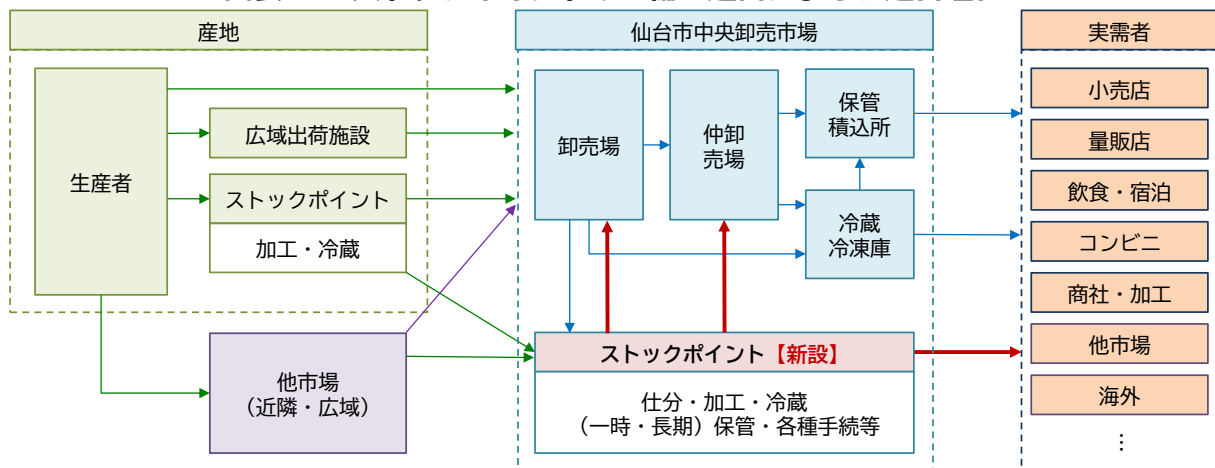 産地
仙台市中央卸売市場
実需者
生産者
広域出荷施設
ストックポイント
加工・冷蔵
他市場
（近隣・広域）
卸売場
仲卸
売場
保管
積込所
冷蔵
冷凍庫
ストックポイント【新設】
仕分・加工・冷蔵
（一時・長期）保管・各種手続等
小売店
量販店
飲食・宿泊
コンビニ
商社・加工
他市場
海外
⋮